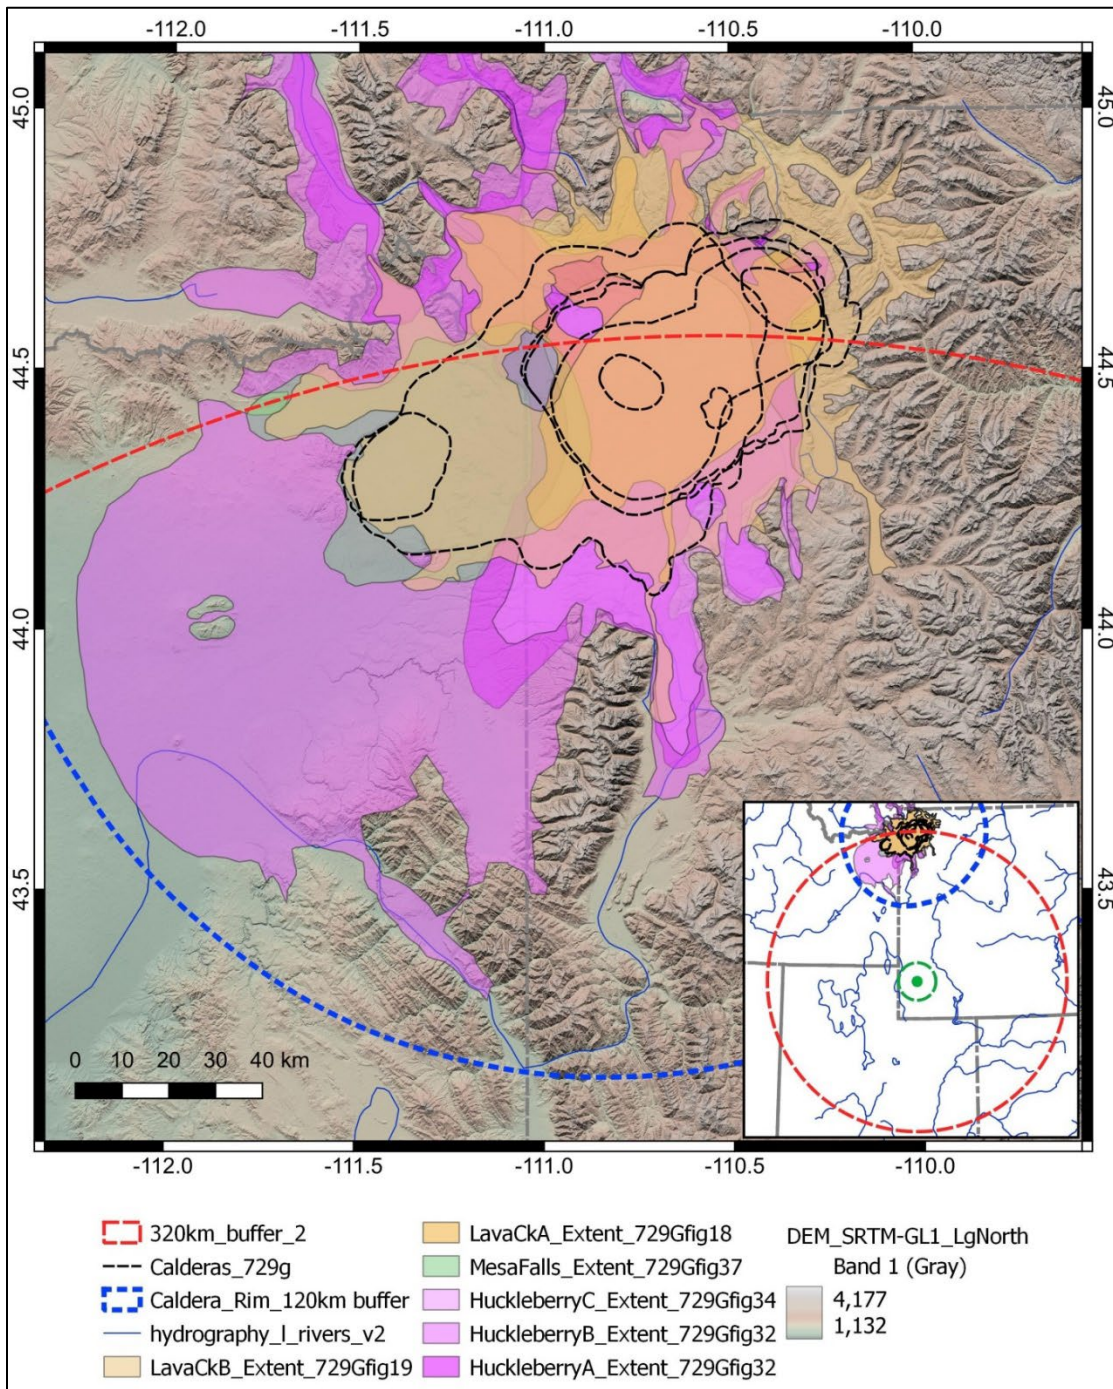 -112.0 -111.5 -111.0 -110.5 -110.0
45.0 45.0
44.5 44.5
44.0 44.0
43.5 43.5
0 10 20 30 40 km
-112.0 -111.5 -111.0 -110.5 -110.0
320km_buffer_2
Calderas_729g
Caldera_Rim_120km buffer
hydrography_l_rivers_v2
LavaCkB_Extent_729Gfig19
LavaCkA_Extent_729Gfig18
MesaFalls_Extent_729Gfig37
HuckleberryC_Extent_729Gfig34
HuckleberryB_Extent_729Gfig32
HuckleberryA_Extent_729Gfig32
DEM_SRTM-GL1_LgNorth
Band 1 (Gray)
4,177
1,132